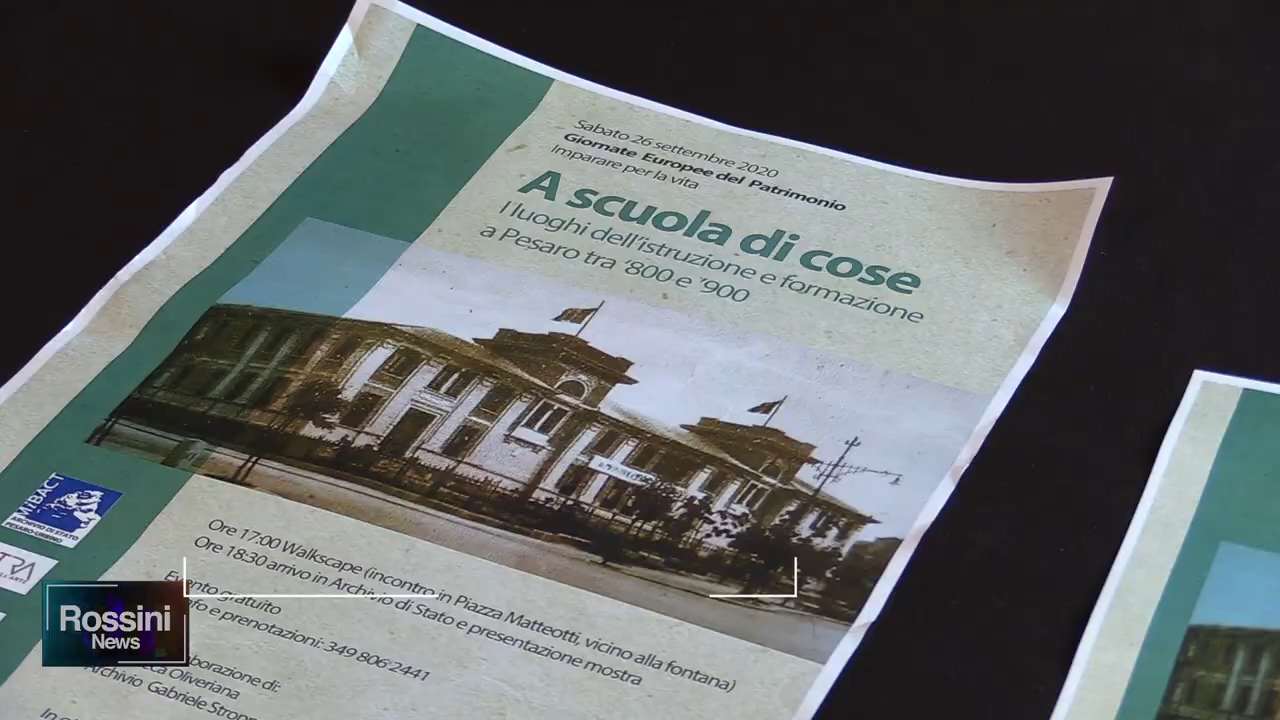 Sabato 26 settembre 2020
Giornate Europee del Patrimonio
Imparare per la vita
A scuola di cose
I luoghi dell'istruzione e formazione
a Pesaro tra '800 e '900
MiBACT
ARCHIVIO DI STATO
PESARO-URBINO
Ore 17:00 Walkscape (incontro in Piazza Matteotti, vicino alla fontana)
Ore 18:30 arrivo in Archivio di Stato e presentazione mostra
Evento gratuito
e prenotazioni: 349 806 2441
di:
Oliveriana
Archivio Gabriele
In
Rossini
News